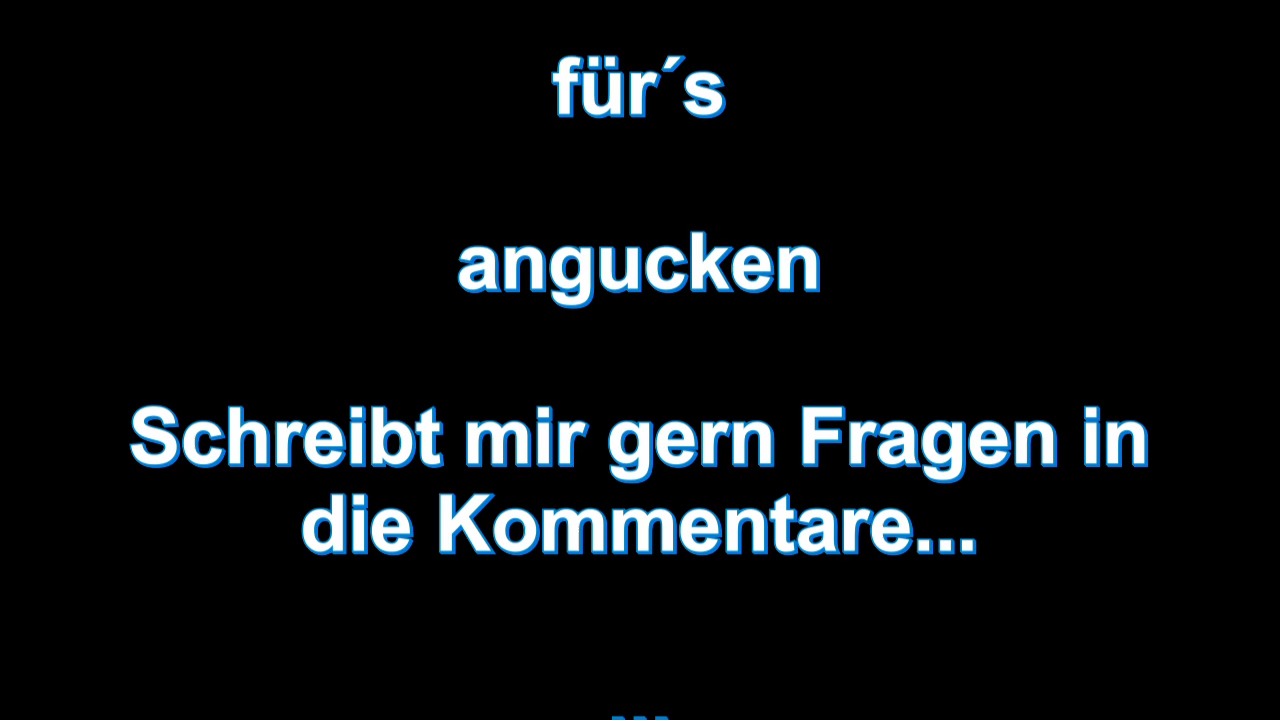 für´s
angucken
Schreibt mir gern Fragen in
die Kommentare...